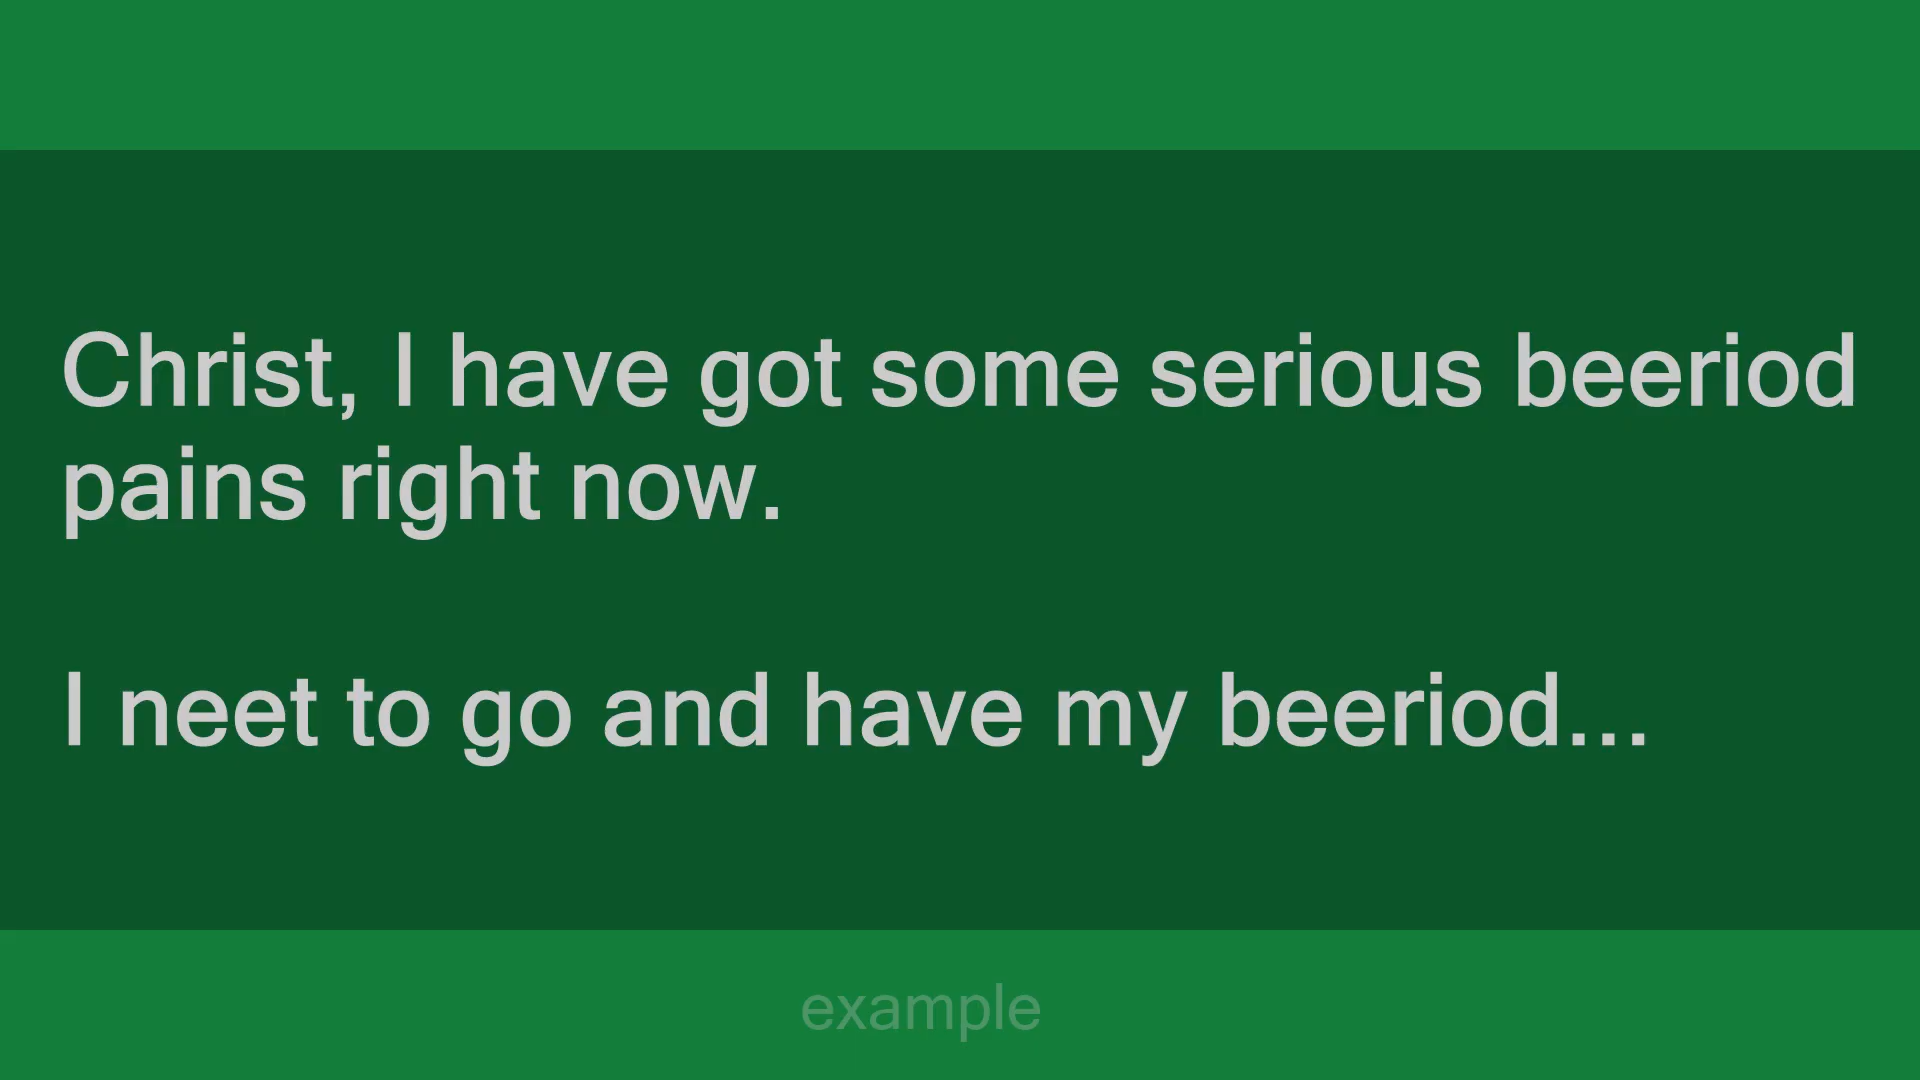 Christ, I have got some serious beeriod
pains right now.
I neet to go and have my beeriod...
example